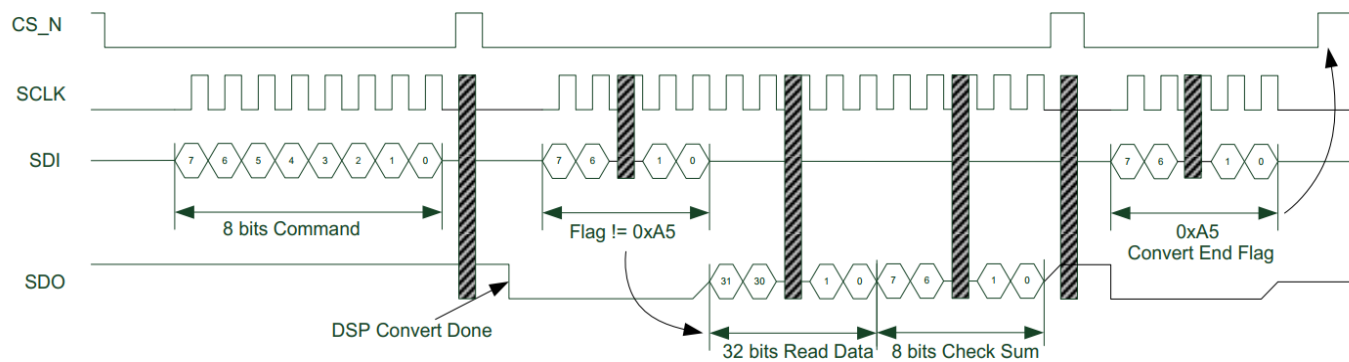 CS_N
SCLK
SDI
7 6 5 4 3 2 1 0
7 6 1 0
7 6 1 0
8 bits Command
Flag != 0xA5
0xA5
Convert End Flag
SDO
31 30 1 0
7 6 1 0
DSP Convert Done
32 bits Read Data
8 bits Check Sum